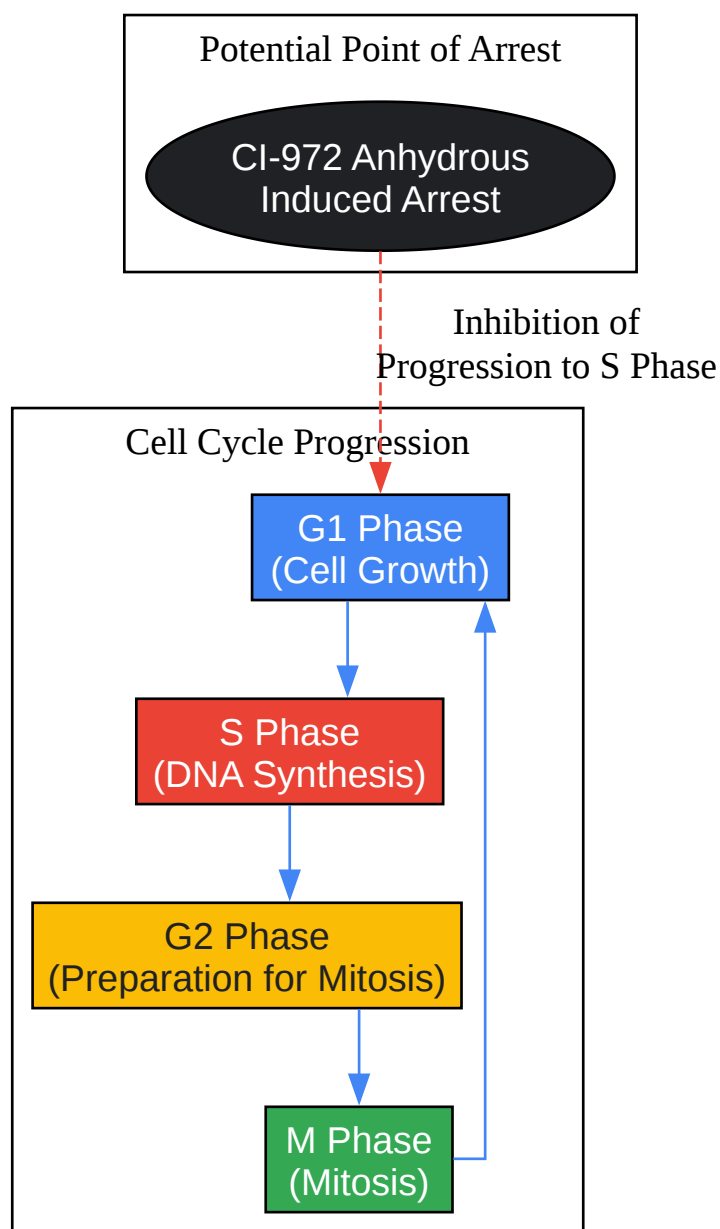 Potential Point of Arrest
CI-972 Anhydrous
Induced Arrest
Inhibition of
Progression to S Phase
Cell Cycle Progression
G1 Phase
(Cell Growth)
S Phase
(DNA Synthesis)
G2 Phase
(Preparation for Mitosis)
M Phase
(Mitosis)